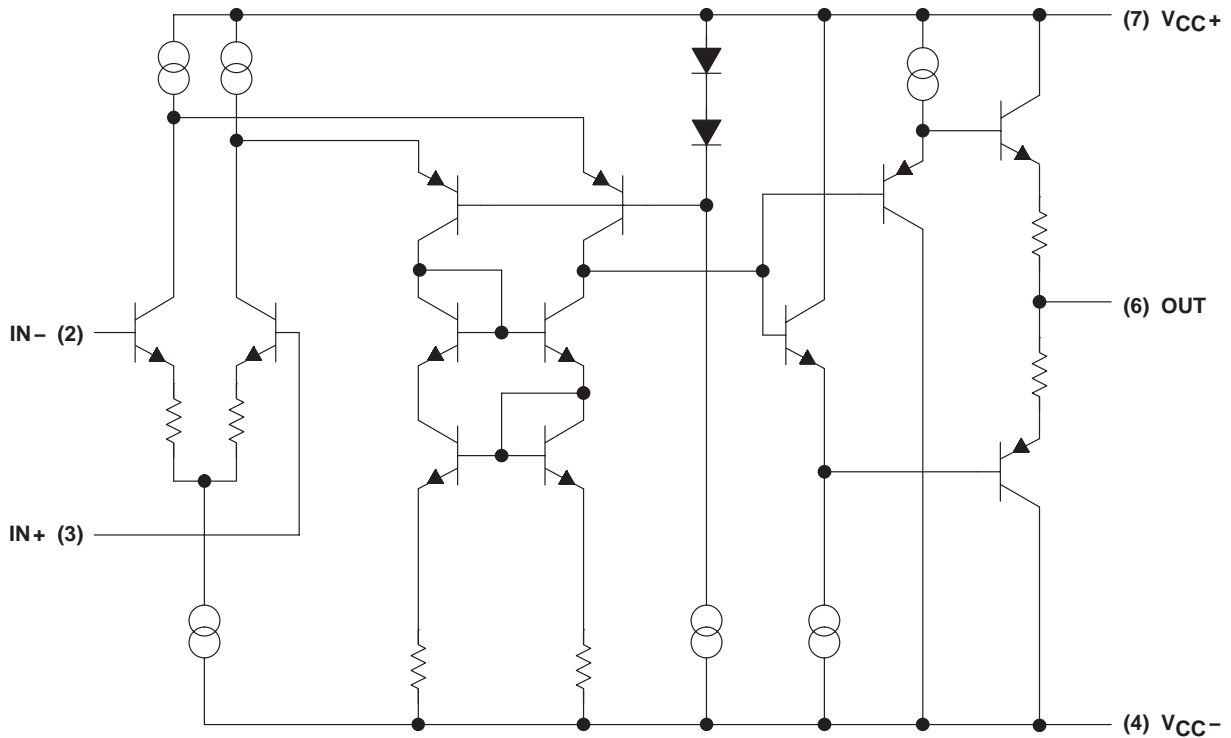 (7) VCC+
IN− (2)
(6) OUT
IN+ (3)
(4) VCC−